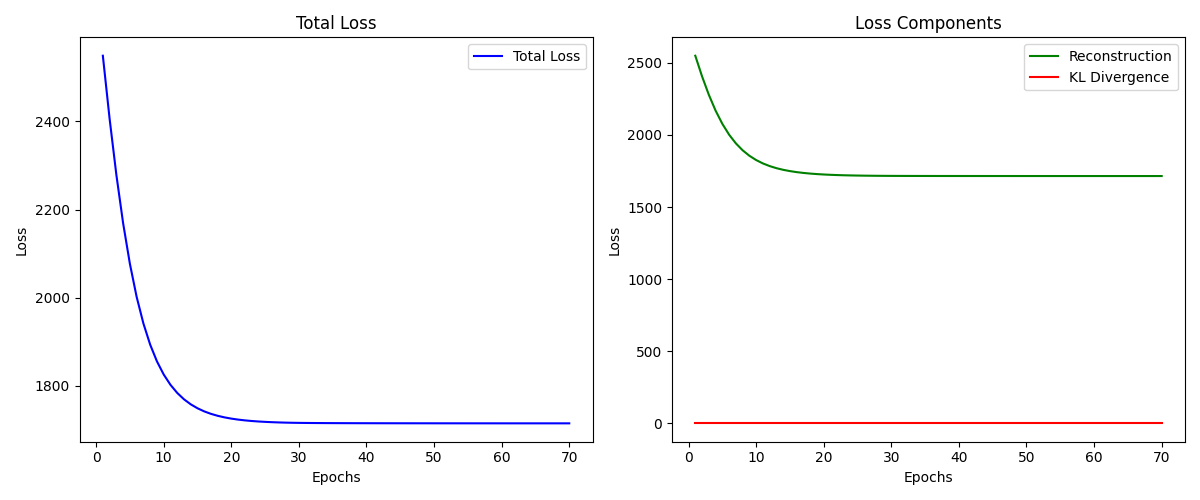 Total Loss
Total Loss
2400
2200
2000
1800
Loss
0 10 20 30 40 50 60 70
Epochs
Loss Components
Reconstruction
KL Divergence
2500
2000
1500
1000
500
0
Loss
0 10 20 30 40 50 60 70
Epochs